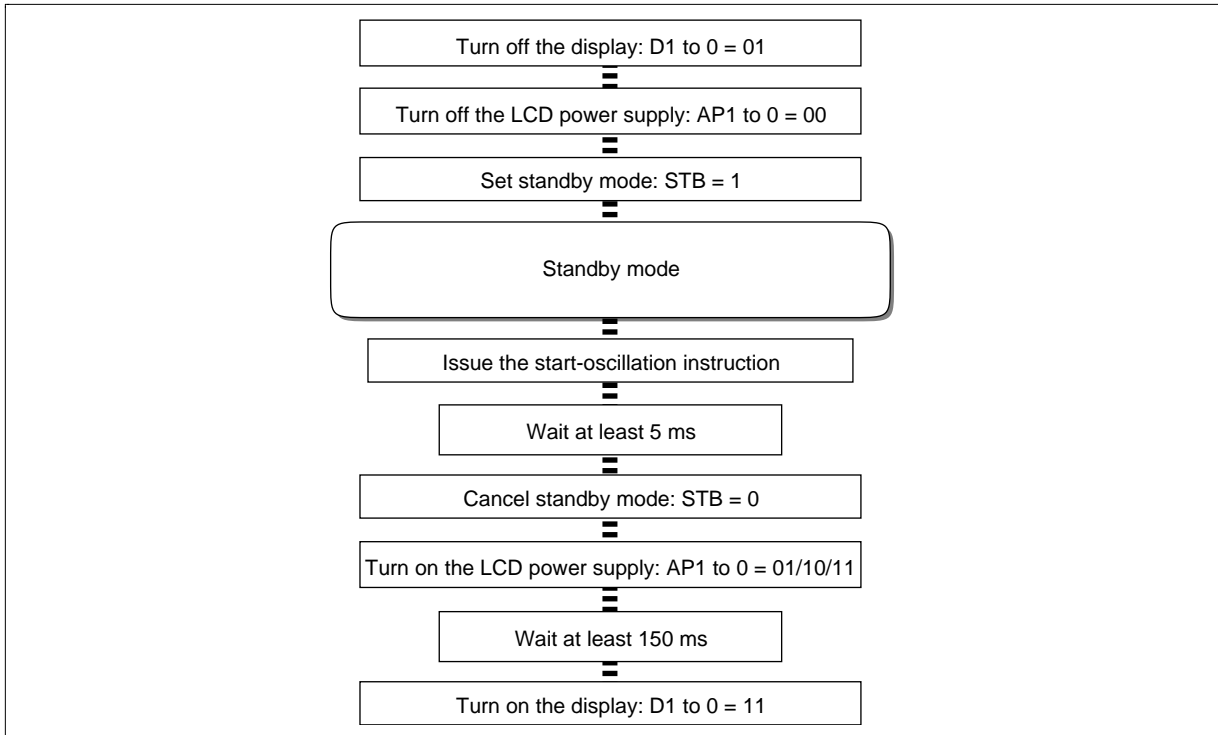 Turn off the display: D1 to 0 = 01
Turn off the LCD power supply: AP1 to 0 = 00
Set standby mode: STB = 1
Standby mode
Issue the start-oscillation instruction
Wait at least 5 ms
Cancel standby mode: STB = 0
Turn on the LCD power supply: AP1 to 0 = 01/10/11
Wait at least 150 ms
Turn on the display: D1 to 0 = 11